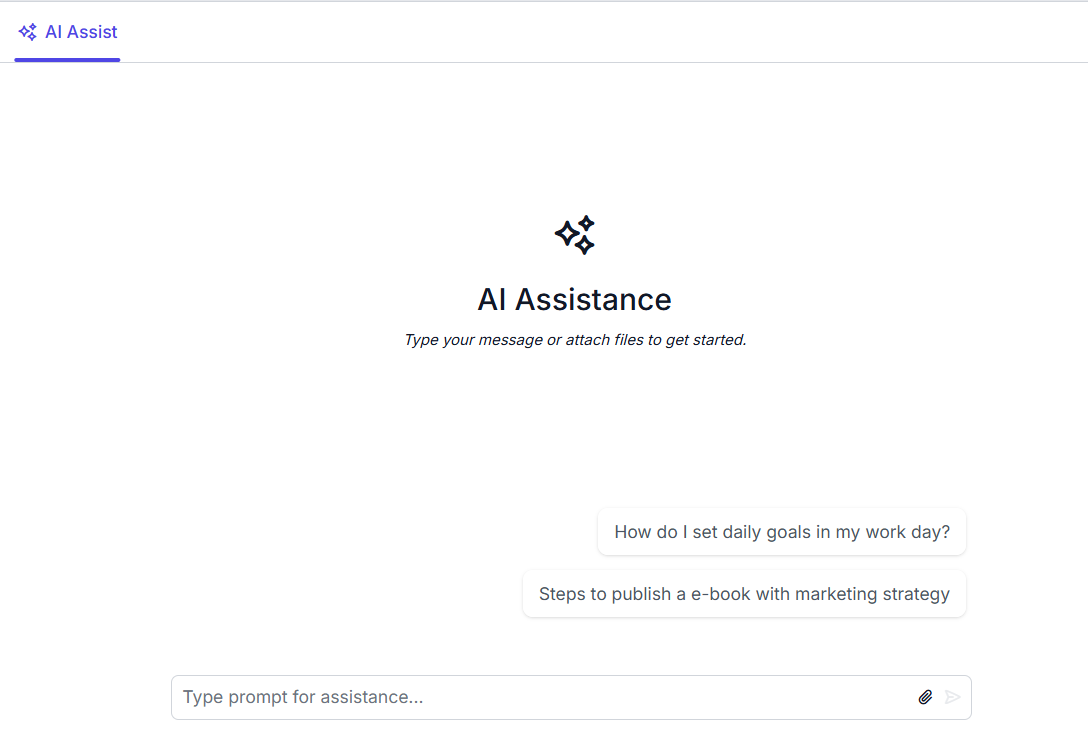 AI Assist
AI Assistance
Type your message or attach files to get started.
How do I set daily goals in my work day?
Steps to publish a e-book with marketing strategy
Type prompt for assistance...